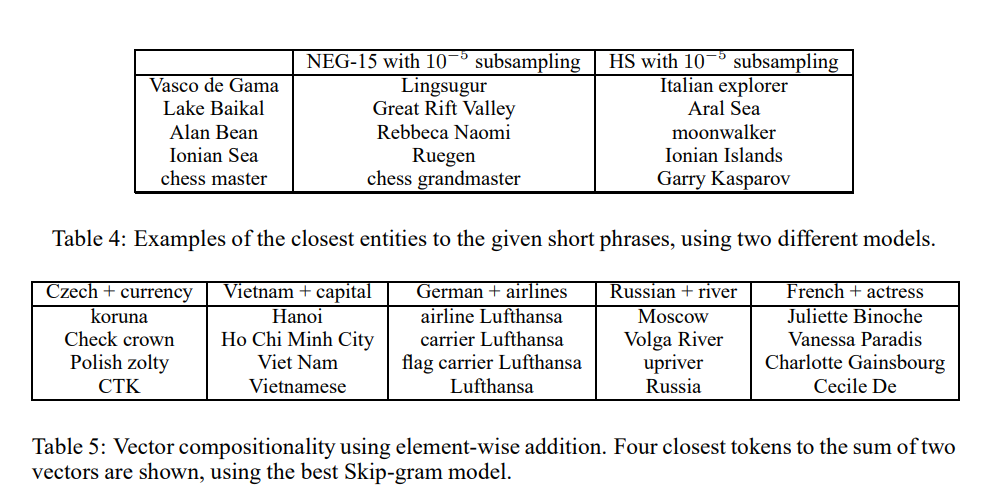 NEG-15 with 10⁻⁵ subsampling HS with 10⁻⁵ subsampling
Vasco de Gama Lingsugur Italian explorer
Lake Baikal Great Rift Valley Aral Sea
Alan Bean Rebbeca Naomi moonwalker
Ionian Sea Ruegen Ionian Islands
chess master chess grandmaster Garry Kasparov
Table 4: Examples of the closest entities to the given short phrases, using two different models.
Czech + currency Vietnam + capital German + airlines Russian + river French + actress
koruna Hanoi airline Lufthansa Moscow Juliette Binoche
Check crown Ho Chi Minh City carrier Lufthansa Volga River Vanessa Paradis
Polish zolty Viet Nam flag carrier Lufthansa upriver Charlotte Gainsbourg
CTK Vietnamese Lufthansa Russia Cecile De
Table 5: Vector compositionality using element-wise addition. Four closest tokens to the sum of two
vectors are shown, using the best Skip-gram model.